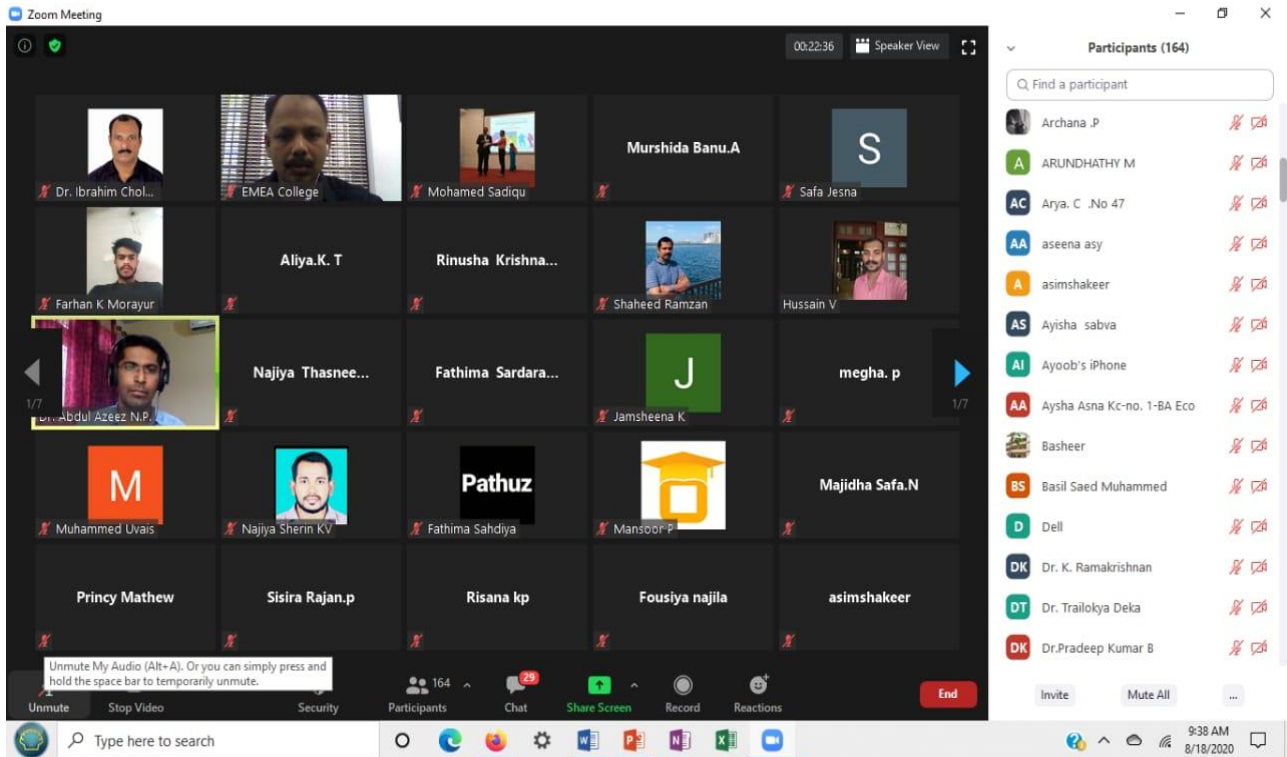 Zoom Meeting
00:22:36 Speaker View
Dr. Ibrahim Chol...
EMEA College
Mohamed Sadiqu
Murshida Banu.A
S
Safa Jesna
Farhan K Morayur
Aliya.K. T
Rinusha Krishna...
Shaheed Ramzan
Hussain V
1/7
Dr. Abdul Azeez N.P.
Najiya Thasnee...
Fathima Sardara...
J
Jamsheena K
megha. p
1/7
M
Muhammed Uvais
Najiya Sherin KV
Pathuz
Fathima Sahdiya
Mansoor P
Majidha Safa.N
Princy Mathew
Sisira Rajan.p
Risana kp
Fousiya najila
asimshakeer
Unmute My Audio (Alt+A). Or you can simply press and
hold the space bar to temporarily unmute.
Unmute
Stop Video
Security
164
Participants
29
Chat
Share Screen
Record
Reactions
End
Participants (164)
Find a participant
Archana .P
A ARUNDHATHY M
AC Arya. C .No 47
AA aseena asy
A asimshakeer
AS Ayisha sabva
AI Ayoob's iPhone
AA Aysha Asna Kc-no. 1-BA Eco
Basheer
BS Basil Saed Muhammed
D Dell
DK Dr. K. Ramakrishnan
DT Dr. Trailokya Deka
DK Dr.Pradeep Kumar B
Invite Mute All ...
Type here to search
9:38 AM
8/18/2020